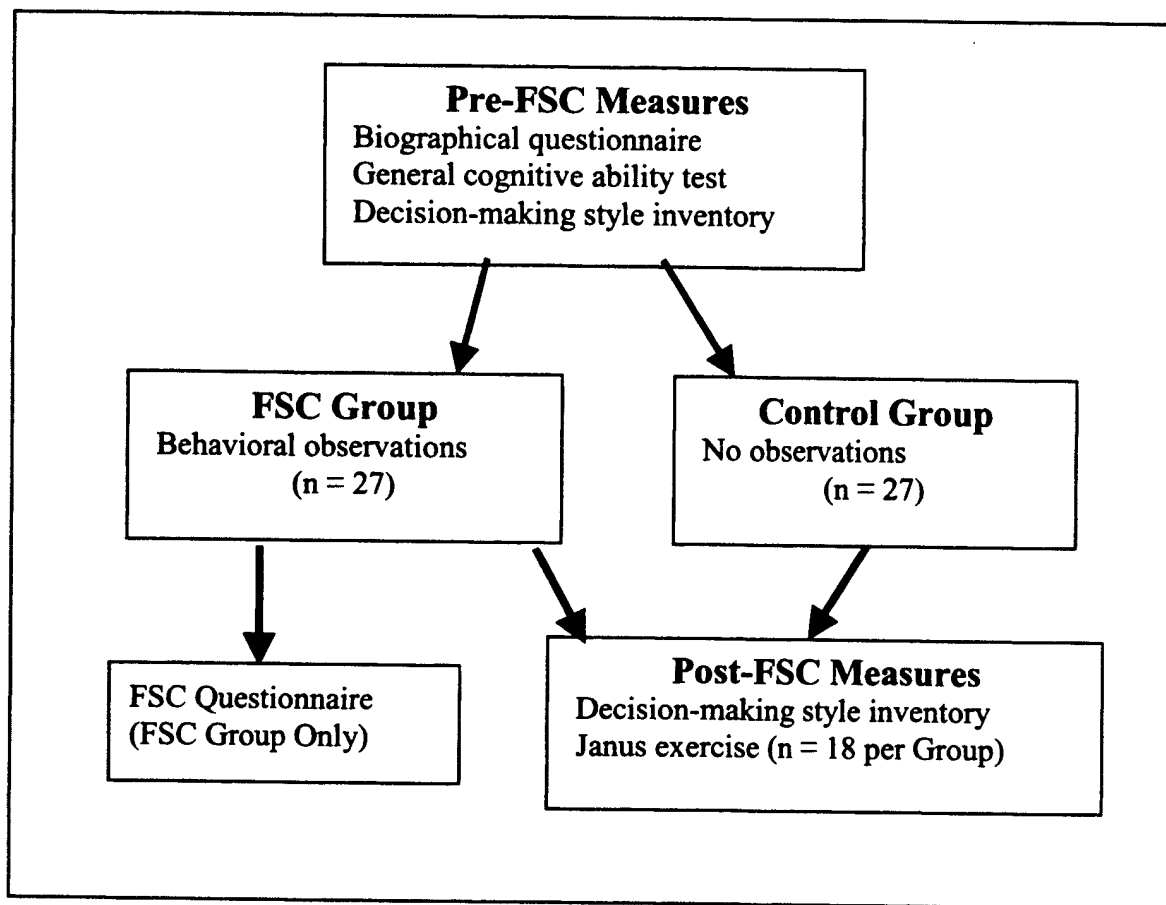 Pre-FSC Measures
Biographical questionnaire
General cognitive ability test
Decision-making style inventory
FSC Group
Behavioral observations
(n = 27)
Control Group
No observations
(n = 27)
FSC Questionnaire
(FSC Group Only)
Post-FSC Measures
Decision-making style inventory
Janus exercise (n = 18 per Group)